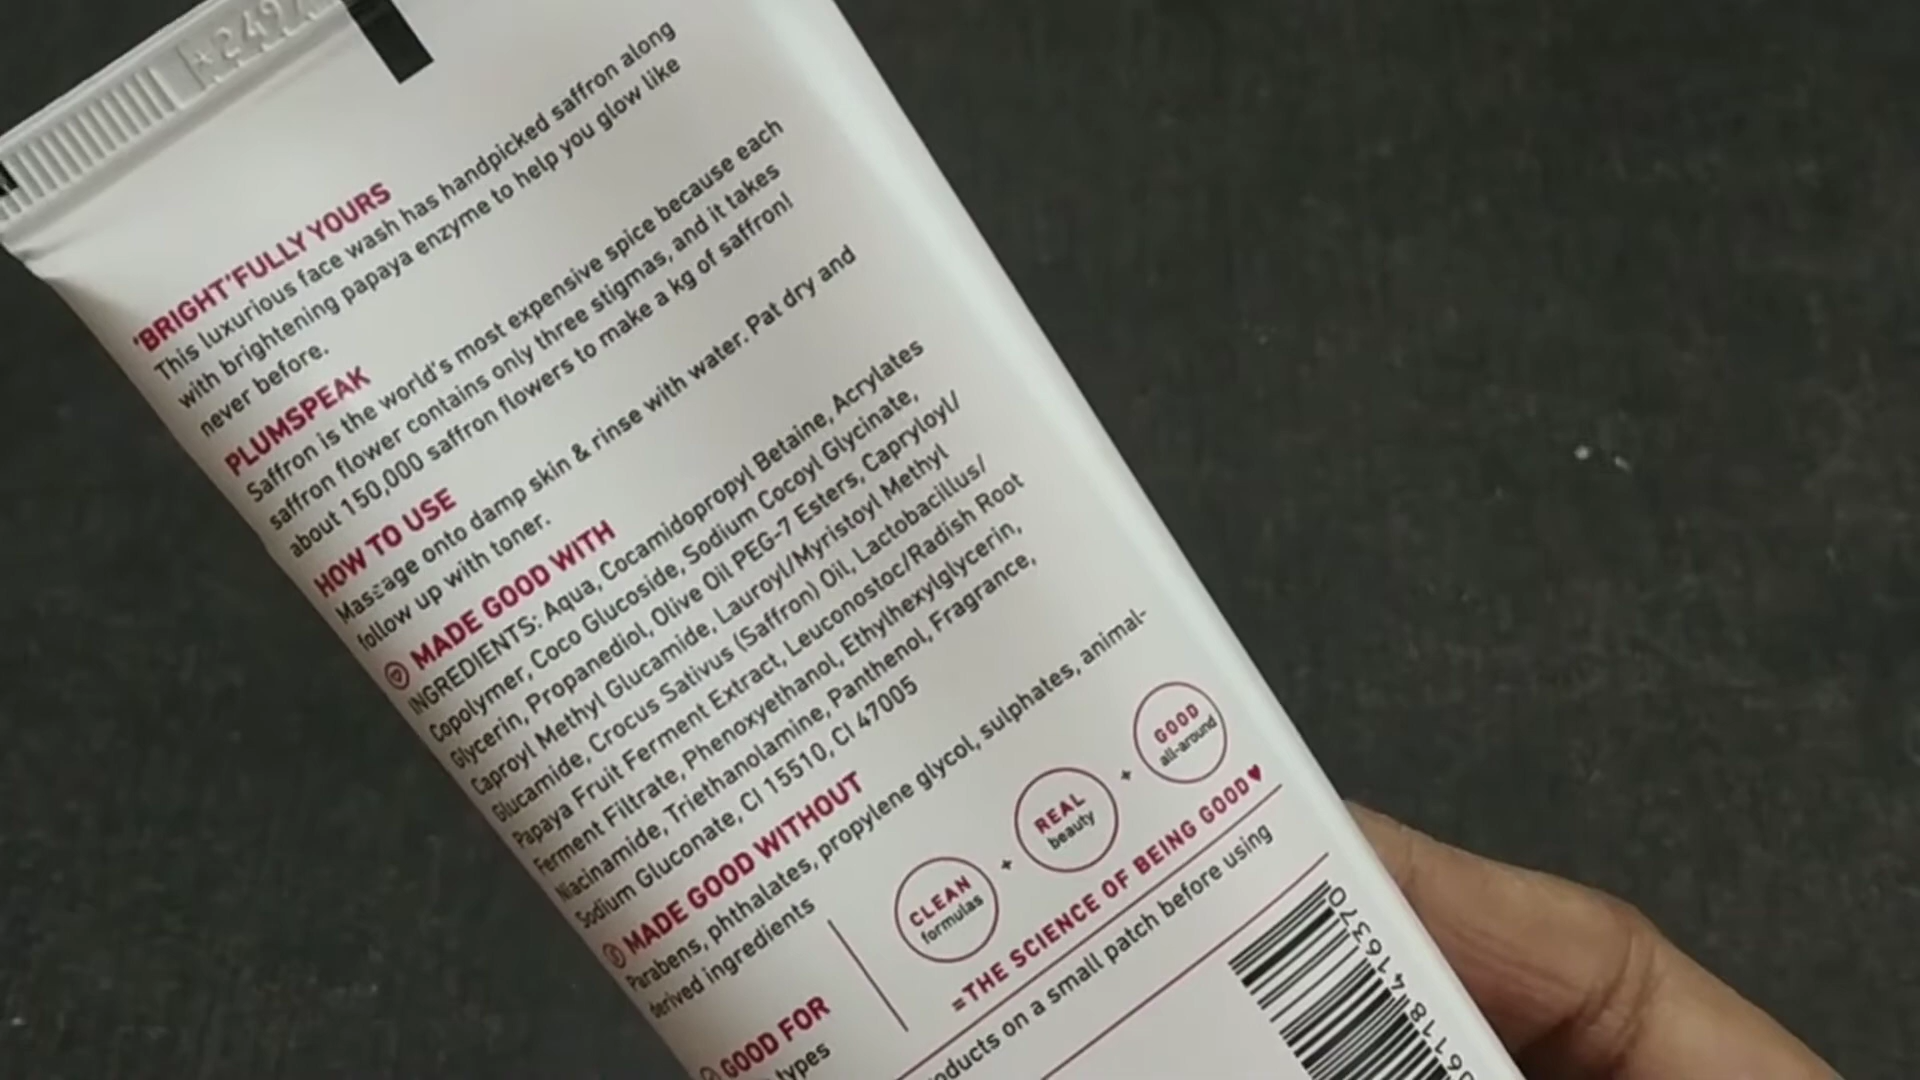 'BRIGHT'FULLY YOURS
This luxurious face wash has handpicked saffron along
with brightening papaya enzyme to help you glow like
never before.
PLUMSPEAK
Saffron is the world's most expensive spice because each
saffron flower contains only three stigmas, and it takes
about 150,000 saffron flowers to make a kg of saffron!
HOW TO USE
Massage onto damp skin & rinse with water. Pat dry and
follow up with toner.
MADE GOOD WITH
INGREDIENTS: Aqua, Cocamidopropyl Betaine, Acrylates
Copolymer, Coco Glucoside, Sodium Cocoyl Glycinate,
Glycerin, Propanediol, Olive Oil PEG-7 Esters, Capryloyl/
Caproyl Methyl Glucamide, Lauroyl/Myristoyl Methyl
Glucamide, Crocus Sativus (Saffron) Oil, Lactobacillus/
Papaya Fruit Ferment Extract, Leuconostoc/Radish Root
Ferment Filtrate, Phenoxyethanol, Ethylhexylglycerin,
Niacinamide, Triethanolamine, Panthenol, Fragrance,
Sodium Gluconate, CI 15510, CI 47005
MADE GOOD WITHOUT
Parabens, phthalates, propylene glycol, sulphates, animal-
derived ingredients
CLEAN
formulas
+
REAL
beauty
+
GOOD
all-around
=THE SCIENCE OF BEING GOOD♥
GOOD FOR
types
oducts on a small patch before using